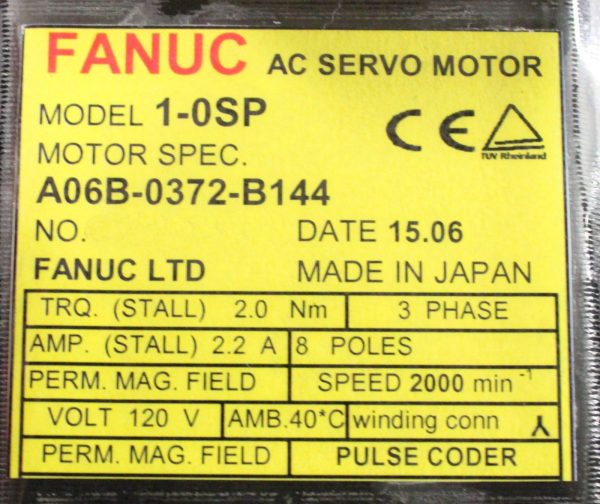 FANUC AC SERVO MOTOR
MODEL 1-0SP
MOTOR SPEC.
TUV Rheinland
A06B-0372-B144
NO. DATE 15.06
FANUC LTD MADE IN JAPAN
TRQ. (STALL) 2.0 Nm 3 PHASE
AMP. (STALL) 2.2 A 8 POLES
PERM. MAG. FIELD SPEED 2000 min⁻¹
VOLT 120 V AMB.40*C winding conn
PERM. MAG. FIELD PULSE CODER